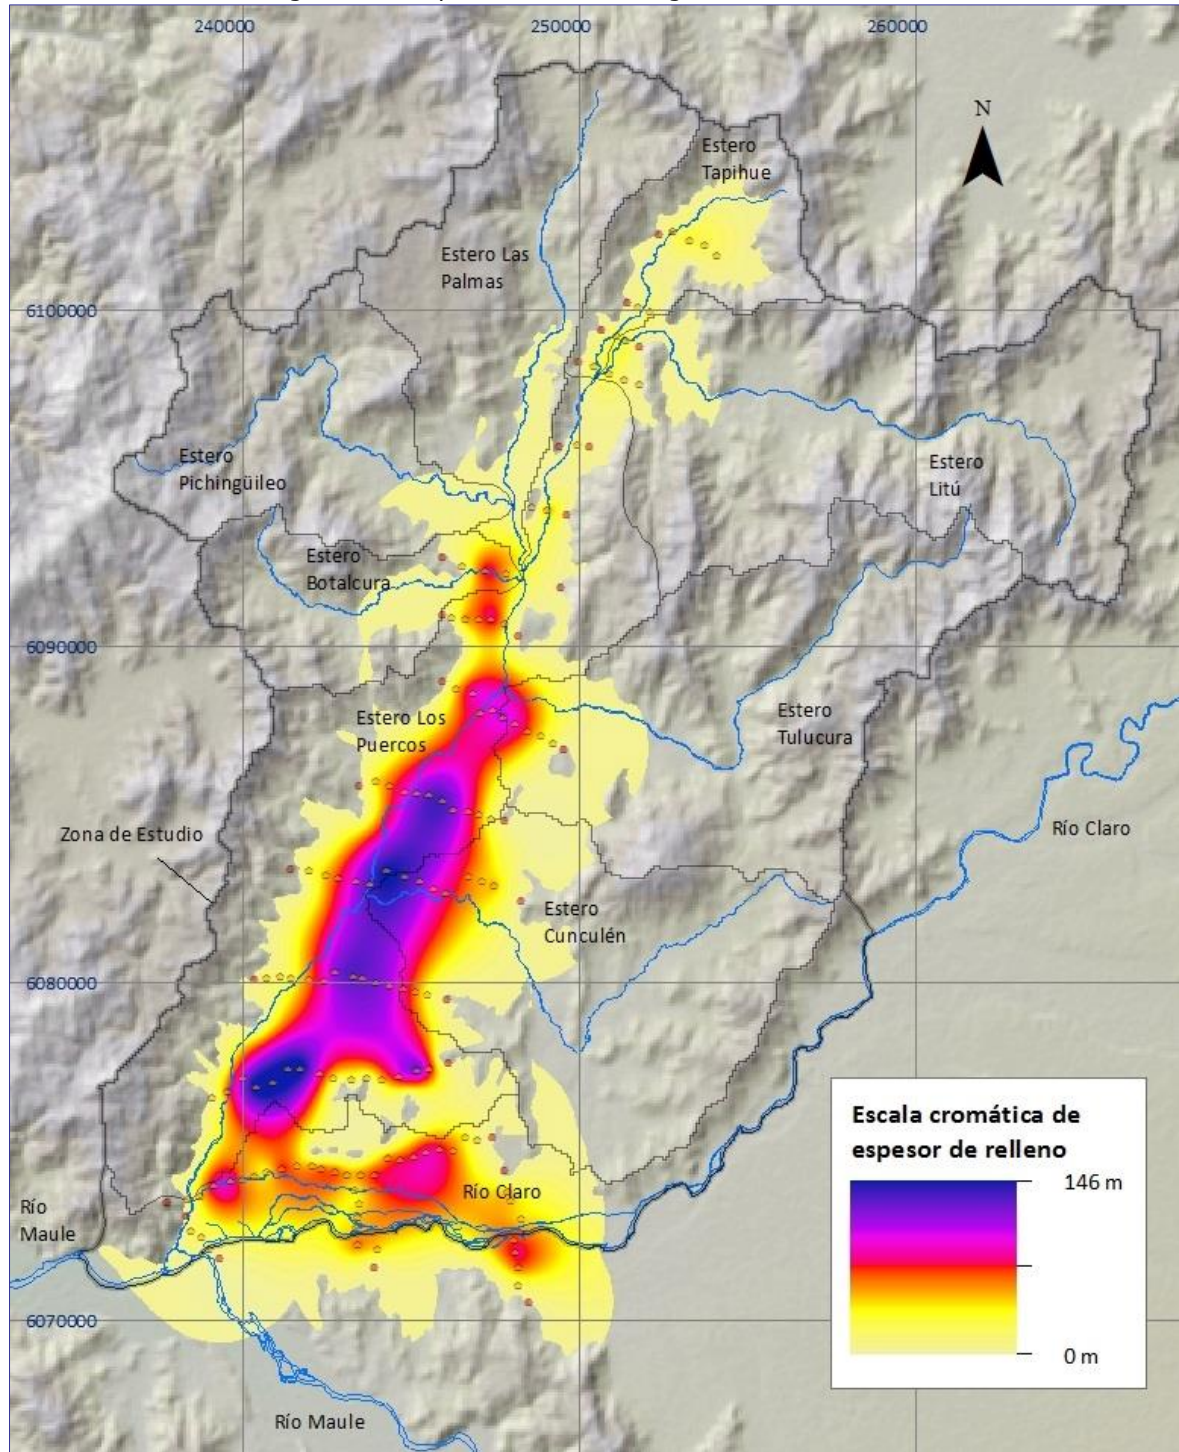 240000
250000
260000
N
Estero
Tapihue
Estero Las
Palmas
6100000
Estero
Pichingüileo
Estero
Litú
Estero
Botalcura
6090000
Estero Los
Puercos
Estero
Tulucura
Zona de Estudio
Río Claro
Estero
Cunculén
6080000
Escala cromática de
espesor de relleno
146 m
0 m
Río
Maule
Río Claro
6070000
Río Maule